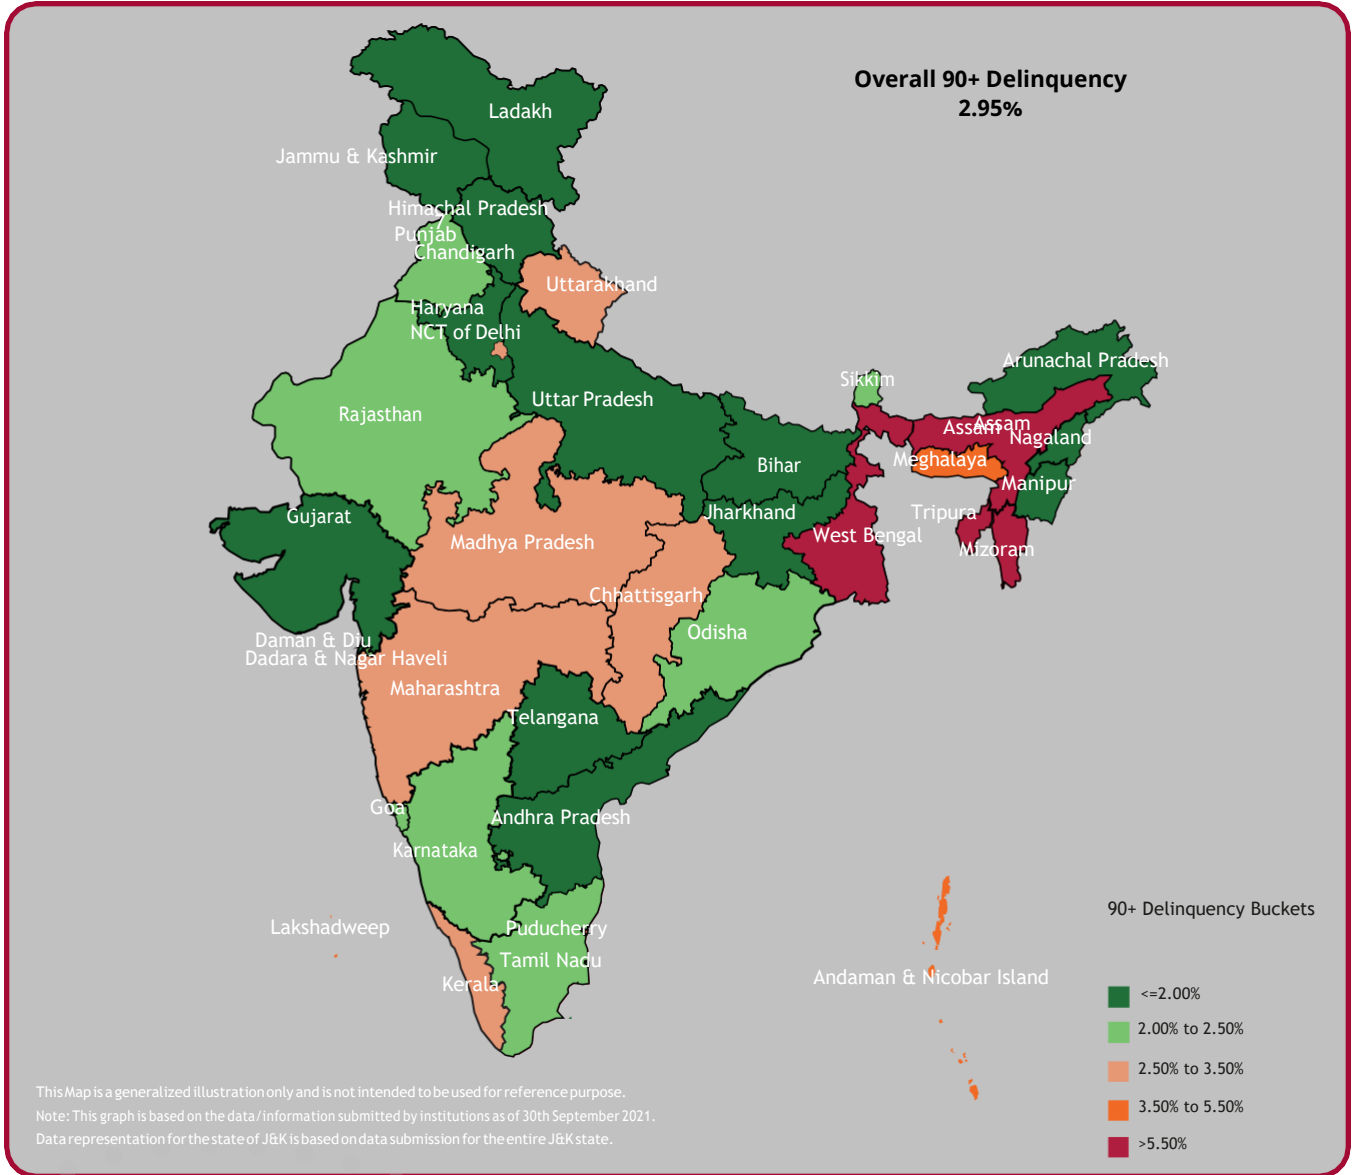 Overall 90+ Delinquency
2.95%
Ladakh
Jammu & Kashmir
Himachal Pradesh
7
Punjab
Chandigarh
Uttarakhand
Haryana
NCT of Delhi
Arunachal Pradesh
Sikkim
Uttar Pradesh
Rajasthan
Assam
Assam
Nagaland
Meghalaya
Bihar
Manipur
Gujarat
Jharkhand
Tripura
West Bengal
Madhya Pradesh
Mizoram
Chhattisgarh
Odisha
Daman & Diu
Dadara & Nagar Haveli
Maharashtra
Telangana
Goa
Andhra Pradesh
Karnataka
Lakshadweep
Puducherry
Tamil Nadu
Kerala
Andaman & Nicobar Island
90+ Delinquency Buckets
<=2.00%
2.00% to 2.50%
2.50% to 3.50%
3.50% to 5.50%
>5.50%
This Map is a generalized illustration only and is not intended to be used for reference purpose.
Note: This graph is based on the data / information submitted by institutions as of 30th September 2021.
Data representation for the state of J&K is based on data submission for the entire J&K state.